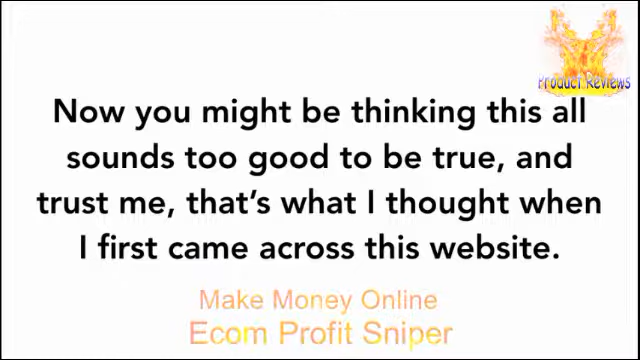 Product Reviews
Now you might be thinking this all
sounds too good to be true, and
trust me, that's what I thought when
I first came across this website.
Make Money Online
Ecom Profit Sniper